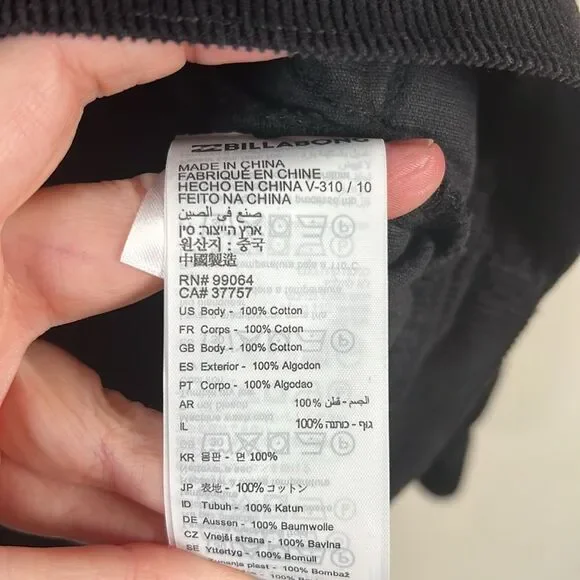 BILLABONG
MADE IN CHINA
FABRIQUÉ EN CHINE
HECHO EN CHINA V-310 / 10
FEITO NA CHINA
صنع في الصين
ארץ הייצור: סין
원산지 : 중국
中國製造
RN# 99064
CA# 37757
US Body - 100% Cotton
FR Corps - 100% Coton
GB Body - 100% Cotton
ES Exterior - 100% Algodon
PT Corpo - 100% Algodao
AR الجسم - قطن 100%
IL גוף - כותנה 100%
KR 몸판 - 면 100%
JP 表地 - 100% コットン
ID Tubuh - 100% Katun
DE Aussen - 100% Baumwolle
CZ Vnejší strana - 100% Bavlna
SE Yttertyg - 100% Bomull
plast - 100% Bombaž